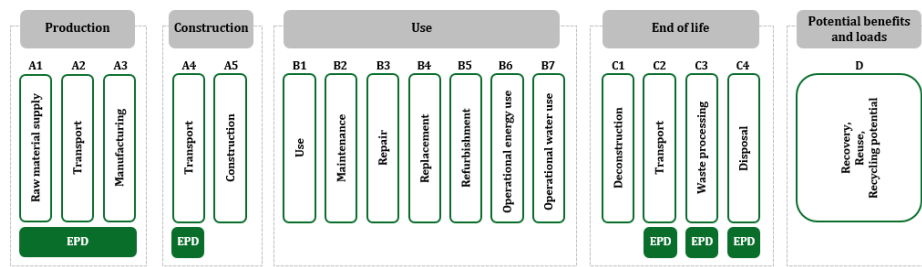 Production
Construction
Use
End of life
Potential benefits
and loads
A1
A2
A3
A4
A5
B1
B2
B3
B4
B5
B6
B7
C1
C2
C3
C4
D
Raw material supply
Transport
Manufacturing
Transport
Construction
Use
Maintenance
Repair
Replacement
Refurbishment
Operational energy use
Operational water use
Deconstruction
Transport
Waste processing
Disposal
Recovery,
Reuse,
Recycling potential
EPD
EPD
EPD
EPD
EPD